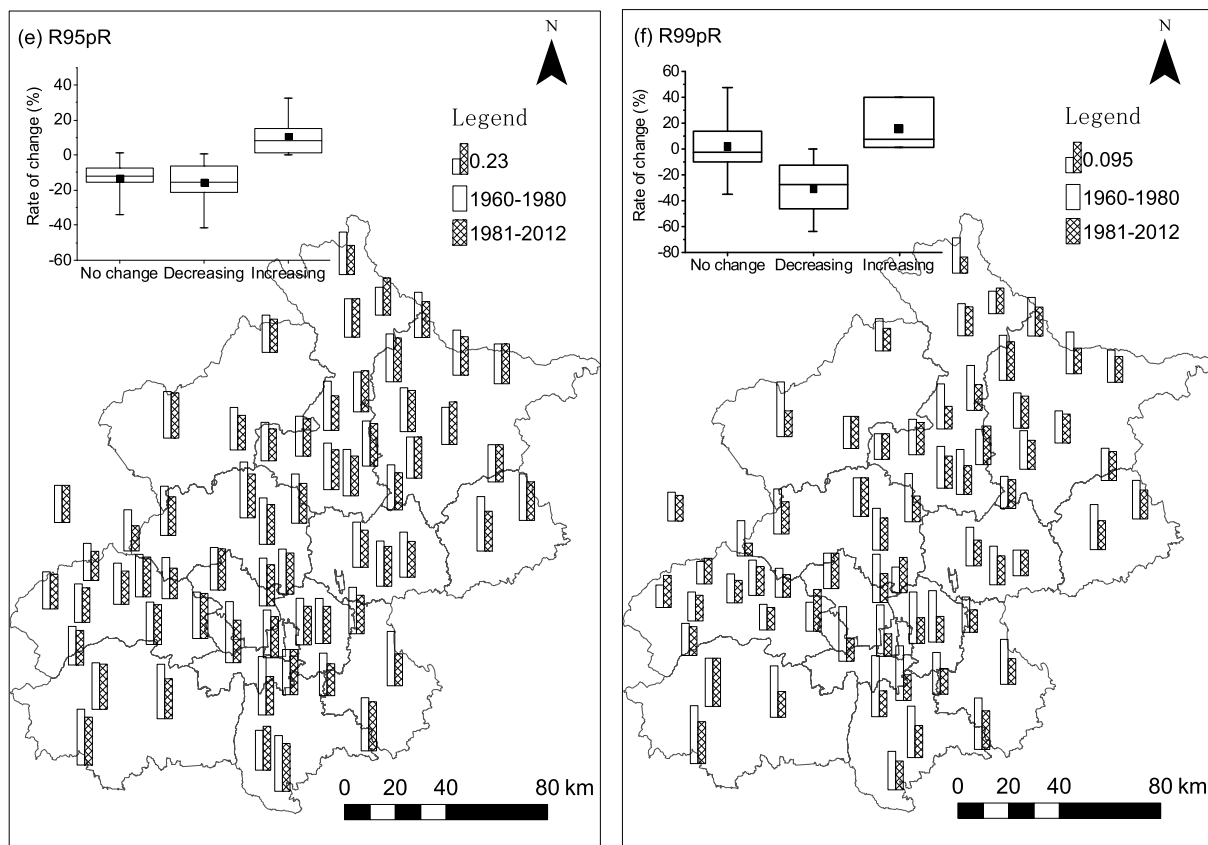 (e) R95pR
N
40
20
0
-20
-40
-60
Rate of change (%)
No change Decreasing Increasing
Legend
0.23
1960-1980
1981-2012
0 20 40 80 km
(f) R99pR
N
60
40
20
0
-20
-40
-60
-80
Rate of change (%)
No change Decreasing Increasing
Legend
0.095
1960-1980
1981-2012
0 20 40 80 km